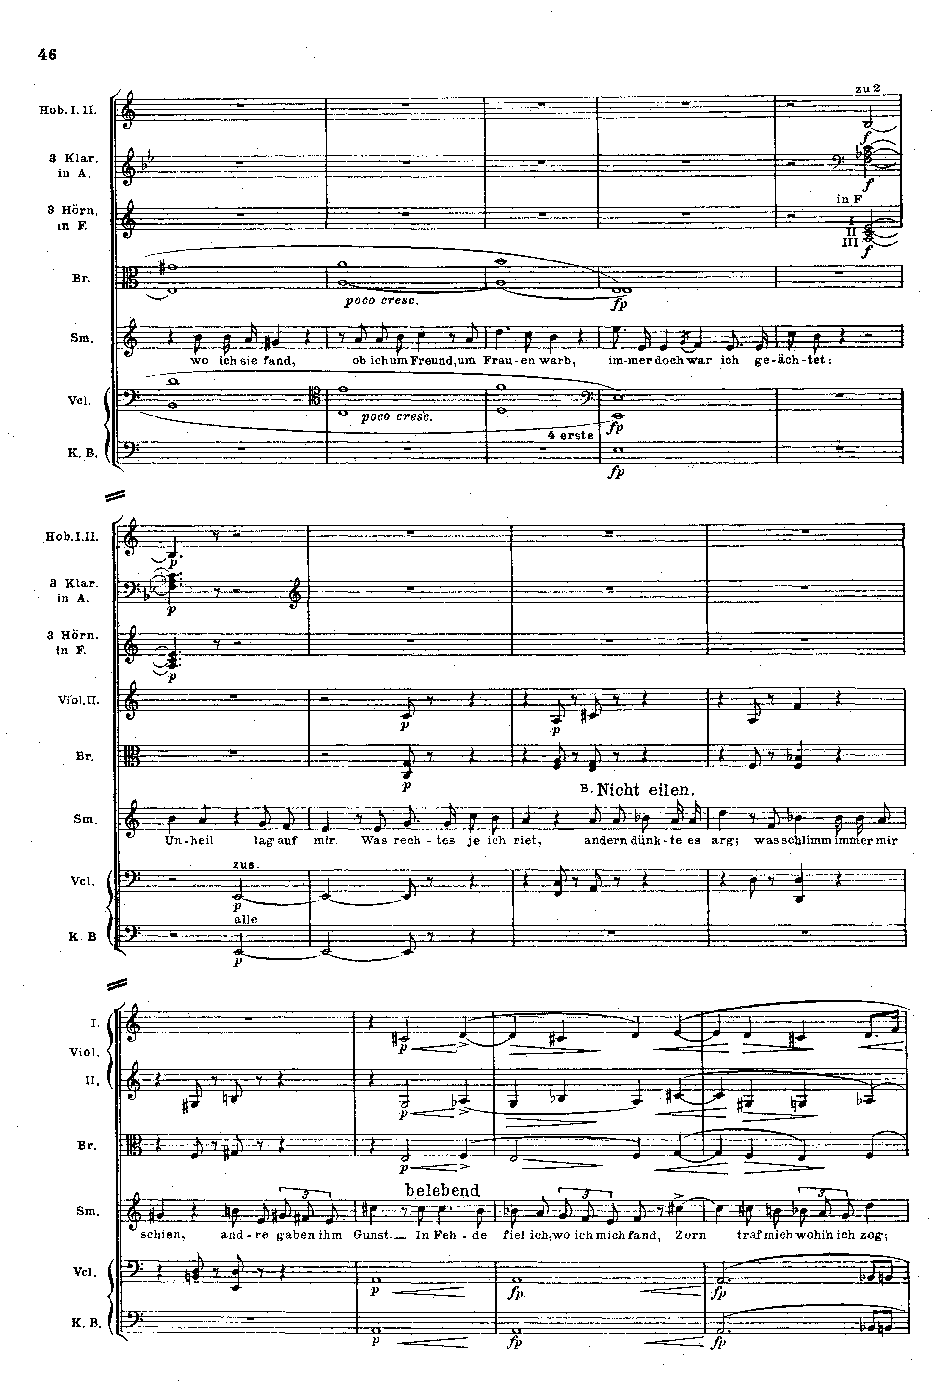 46
zu 2
Hob. I. II.
f
3 Klar.
in A.
f
in F
3 Hörn.
in F.
I
II
III
f
Br.
poco cresc.
fp
Sm.
wo ich sie fand, ob ich um Freund, um Frau-en warb, im-mer doch war ich ge-äch-tet:
Vcl.
poco cresc.
fp
4 erste
K. B.
fp
Hob. I. II.
p
3 Klar.
in A.
p
3 Hörn.
in F.
p
Viol. II.
p
p
Br.
p
B. Nicht eilen.
Sm.
Un-heil lag auf mir. Was rech-tes je ich riet, andern dünk-te es arg; was schlimm immer mir
zus.
Vcl.
p
alle
K. B
p
I.
p
Viol.
II.
p
Br.
p
belebend
3 3 3
Sm.
schien, and-re gaben ihm Gunst. In Feh-de fiel ich, wo ich mich fand, Zorn traf mich wohin ich zog;
Vcl.
p fp fp
K. B.
p fp fp